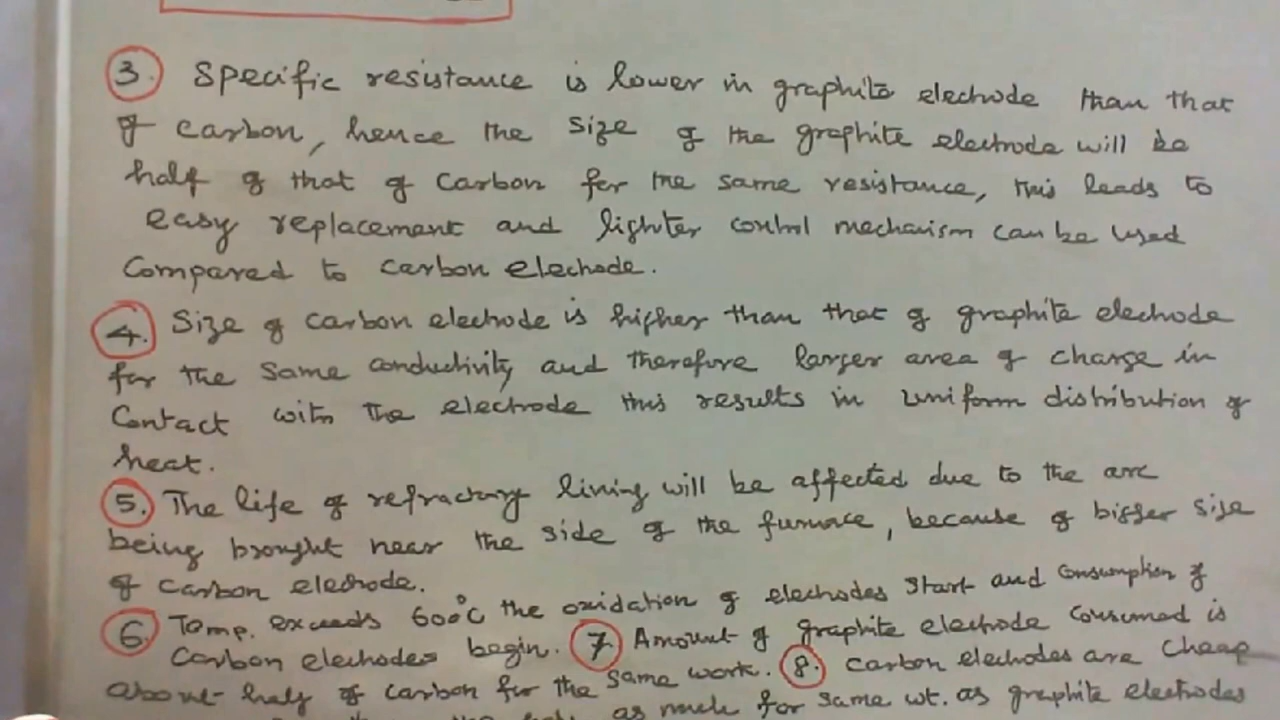 3. Specific resistance is lower in graphite electrode than that
of carbon, hence the size of the graphite electrode will be
half of that of carbon for the same resistance, this leads to
easy replacement and lighter control mechanism can be used
Compared to carbon electrode.
4. Size of carbon electrode is higher than that of graphite electrode
for the same conductivity and therefore larger area of charge in
Contact with the electrode this results in uniform distribution of
heat.
5. The life of refractory lining will be affected due to the arc
being brought near the side of the furnace, because of bigger size
of carbon electrode.
6. Temp. exceeds 600°C the oxidation of electrodes start and consumption of
carbon electrodes begin. 7. Amount of graphite electrode consumed is
about half of carbon for the same work. 8. carbon electrodes are cheap
as much for same wt. as graphite electrodes